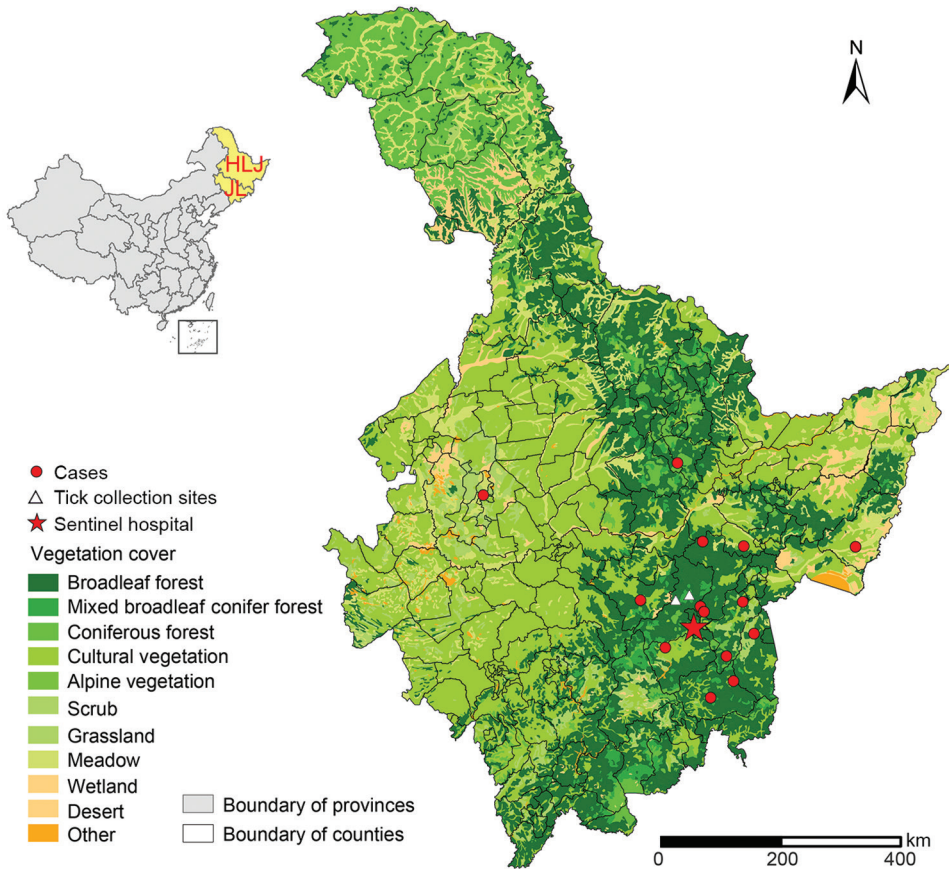 N
HLJ
JL
Cases
Tick collection sites
Sentinel hospital
Vegetation cover
Broadleaf forest
Mixed broadleaf conifer forest
Coniferous forest
Cultural vegetation
Alpine vegetation
Scrub
Grassland
Meadow
Wetland
Desert
Other
Boundary of provinces
Boundary of counties
km
0 200 400